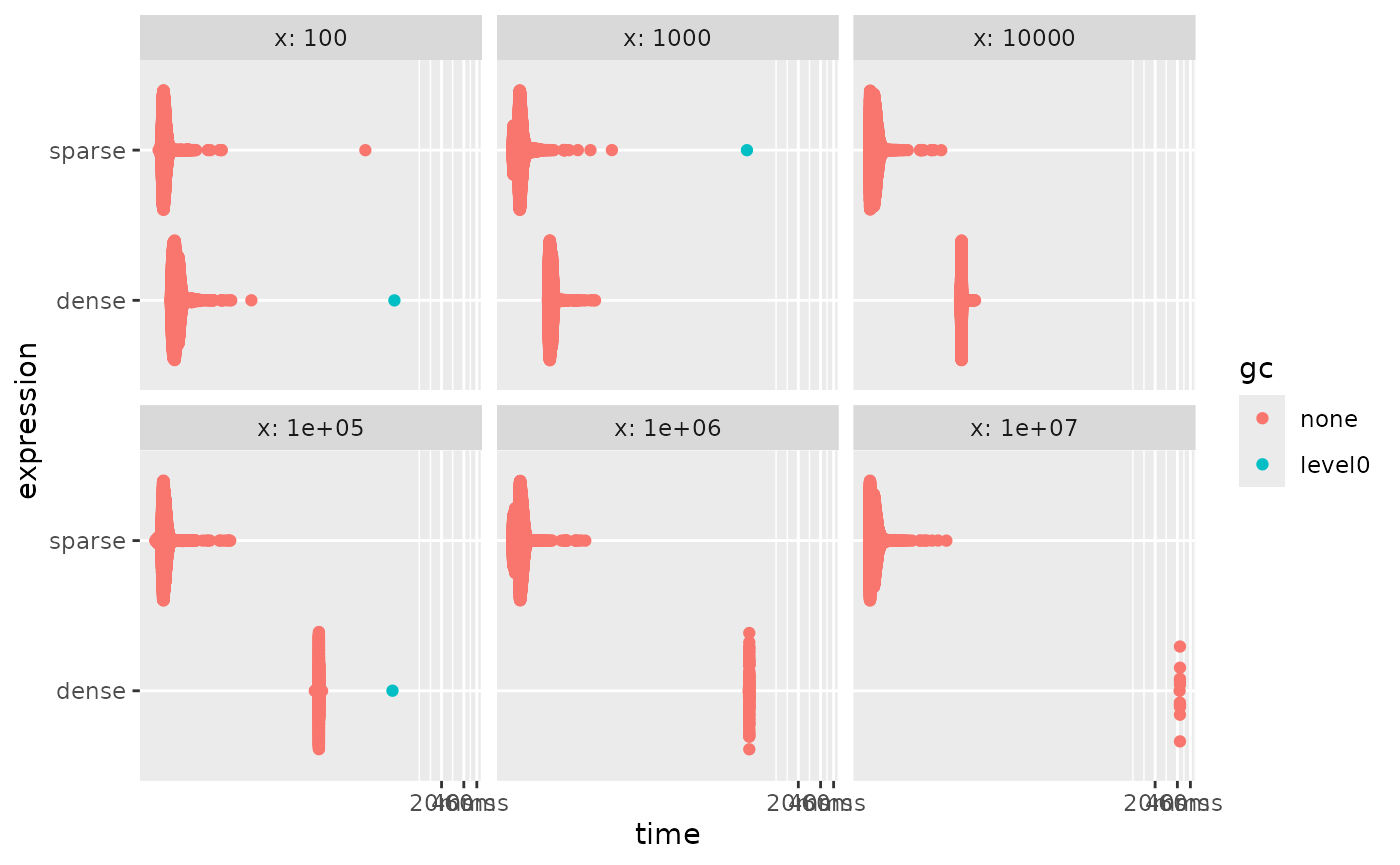 x: 100
x: 1000
x: 10000
sparse
dense
x: 1e+05
x: 1e+06
x: 1e+07
sparse
dense
expression
time
gc
none
level0